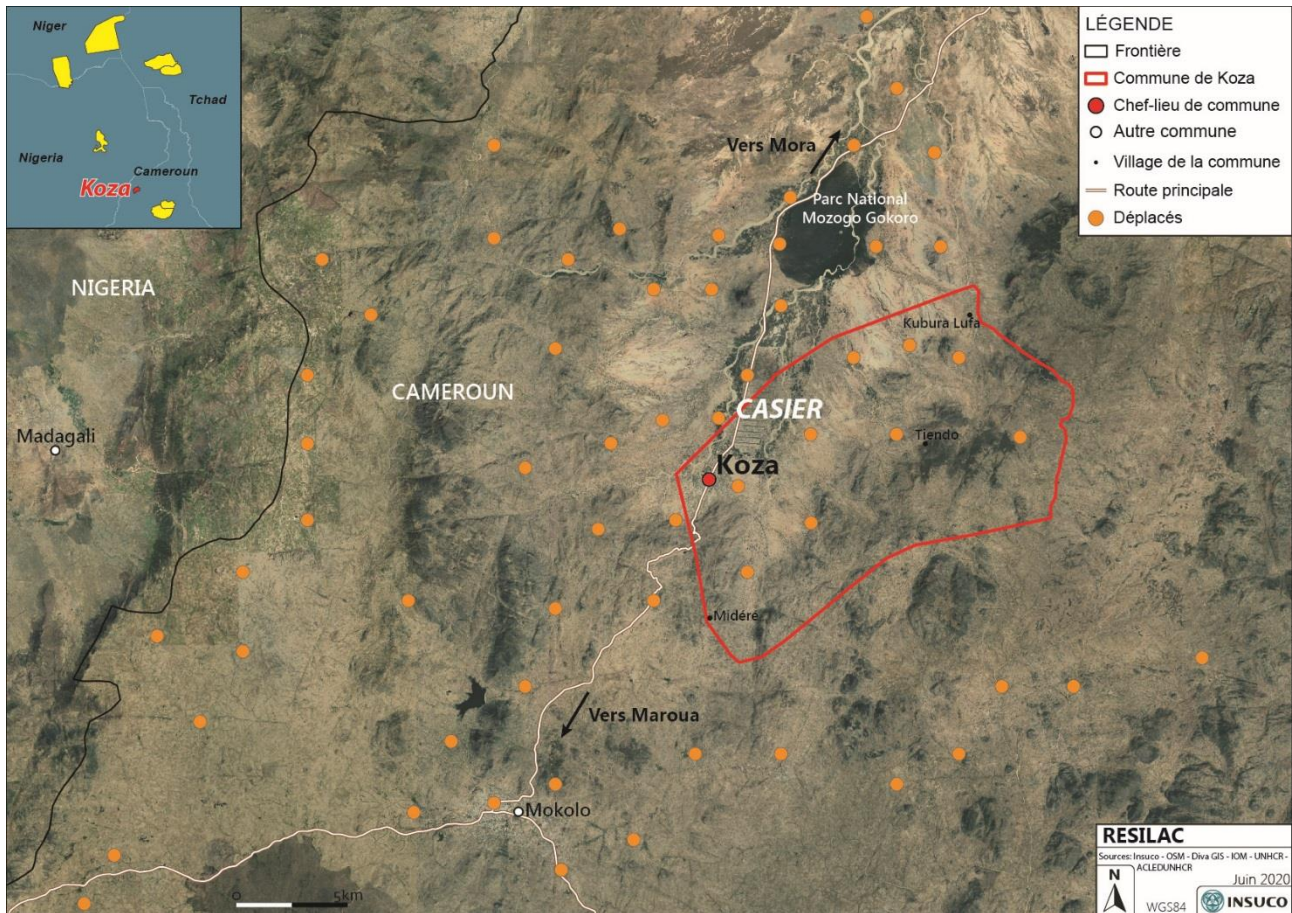 Niger
Tchad
Nigeria
Cameroun
Koza
LÉGENDE
Frontière
Commune de Koza
Chef-lieu de commune
Autre commune
Village de la commune
Route principale
Déplacés
Vers Mora
Parc National
Mozogo Gokoro
NIGERIA
Kubura Lufa
CAMEROUN
CASIER
Madagali
Tiendo
Koza
Midéré
Vers Maroua
Mokolo
0 5km
RESILAC
Sources: Insuco - OSM - Diva GIS - IOM - UNHCR -
ACLEDUNHCR
N
Juin 2020
WGS84
INSUCO